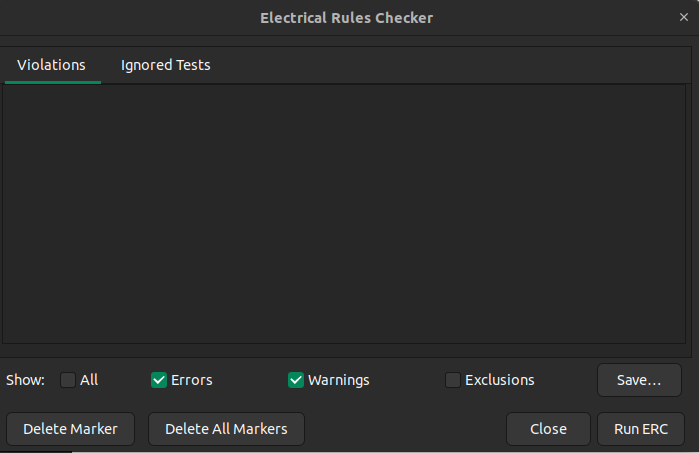 Electrical Rules Checker
Violations Ignored Tests
Show: All Errors Warnings Exclusions Save...
Delete Marker Delete All Markers Close Run ERC